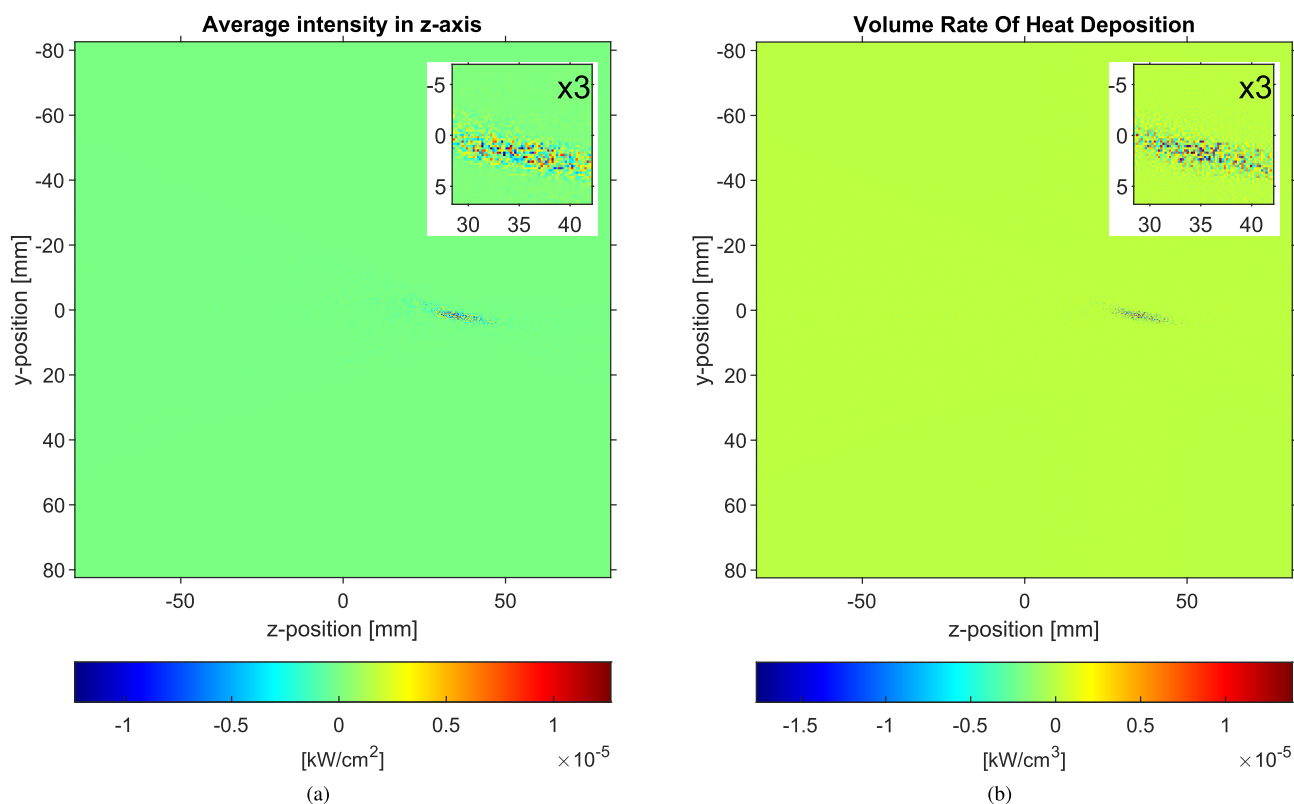 Average intensity in z-axis
x3
-5
0
5
30 35 40
-80
-60
-40
-20
0
20
40
60
80
y-position [mm]
-50 0 50
z-position [mm]
-1 -0.5 0 0.5 1
[kW/cm²] ×10⁻⁵
(a)
Volume Rate Of Heat Deposition
x3
-5
0
5
30 35 40
-80
-60
-40
-20
0
20
40
60
80
y-position [mm]
-50 0 50
z-position [mm]
-1.5 -1 -0.5 0 0.5 1
[kW/cm³] ×10⁻⁵
(b)